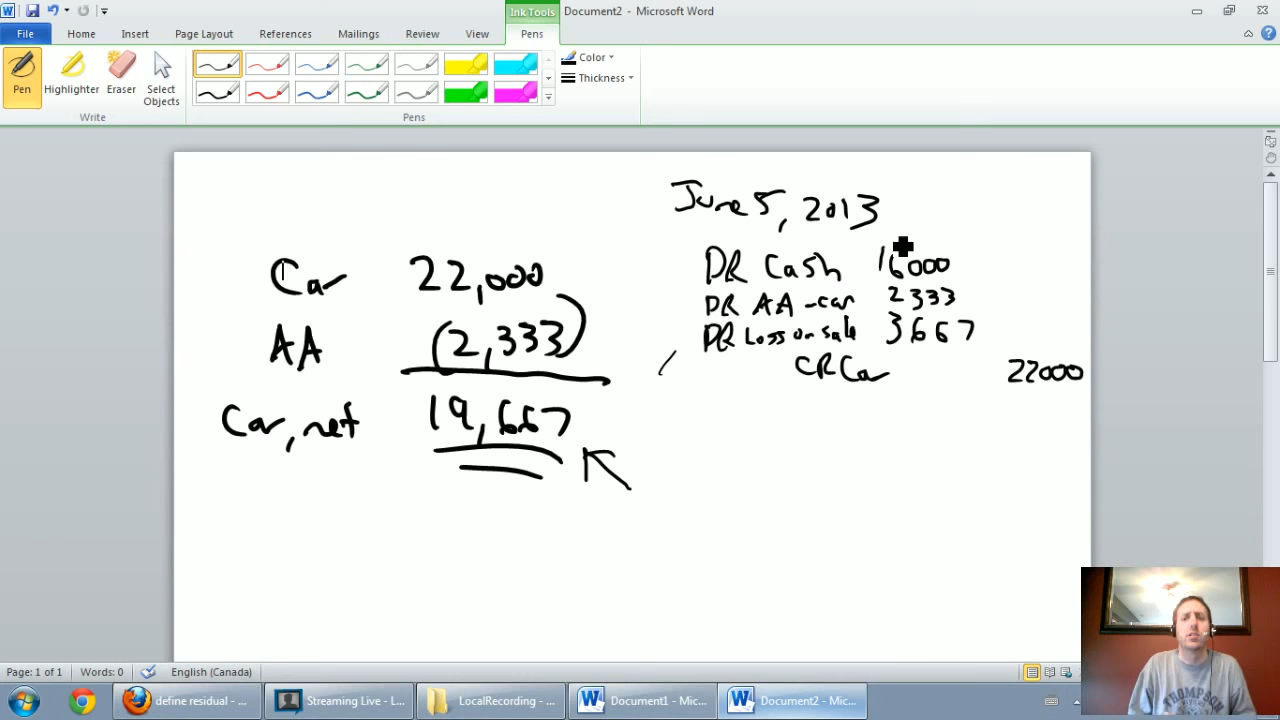 Ink Tools
Document2 - Microsoft Word
File Home Insert Page Layout References Mailings Review View Pens
Pen Highlighter Eraser Select Objects
Color
Thickness
Write
Pens
June 5, 2013
Car 22,000
AA (2,333)
Car, net 19,667
DR Cash 16000
DR AA-car 2333
DR Loss on sale 3667
CR Car 22000
THOMPSON
Page: 1 of 1 Words: 0 English (Canada)
define residual - ... Streaming Live - L... LocalRecording - ... Document1 - Mic... Document2 - Mic...